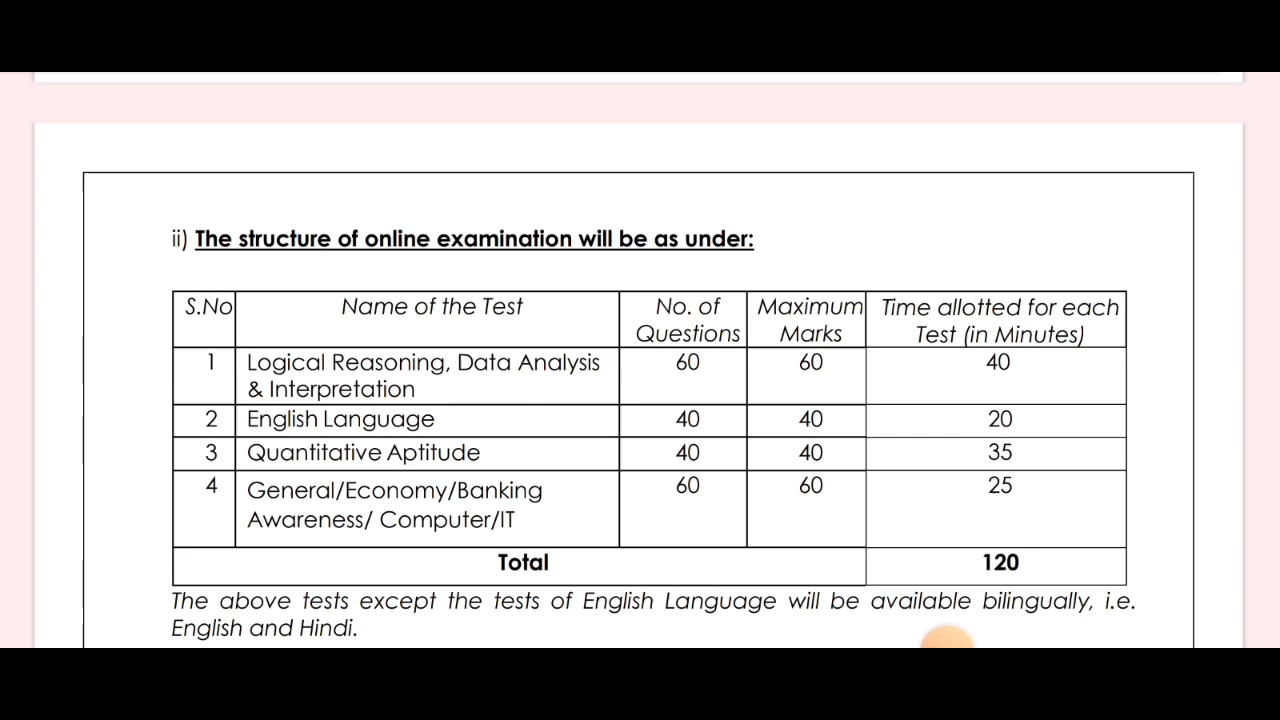 ii) The structure of online examination will be as under:
S.No Name of the Test No. of Questions Maximum Marks Time allotted for each Test (in Minutes)
1 Logical Reasoning, Data Analysis & Interpretation 60 60 40
2 English Language 40 40 20
3 Quantitative Aptitude 40 40 35
4 General/Economy/Banking Awareness/ Computer/IT 60 60 25
Total 120
The above tests except the tests of English Language will be available bilingually, i.e.
English and Hindi.